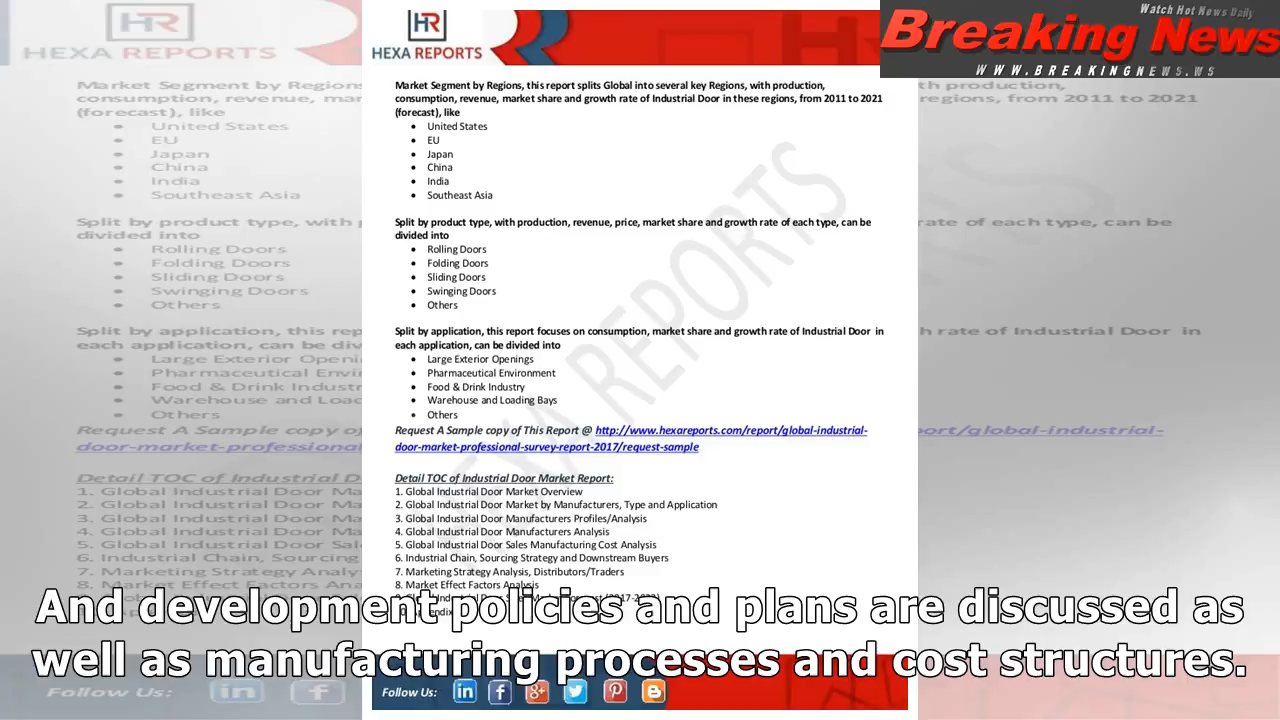 HR
HEXA REPORTS
HEXA REPORTS
Watch Hot News Daily
Breaking News
WWW.BREAKINGNEWS.WS
Market Segment by Regions, this report splits Global into several key Regions, with production,
consumption, revenue, market share and growth rate of Industrial Door in these regions, from 2011 to 2021
(forecast), like
• United States
• EU
• Japan
• China
• India
• Southeast Asia
Split by product type, with production, revenue, price, market share and growth rate of each type, can be
divided into
• Rolling Doors
• Folding Doors
• Sliding Doors
• Swinging Doors
• Others
Split by application, this report focuses on consumption, market share and growth rate of Industrial Door in
each application, can be divided into
• Large Exterior Openings
• Pharmaceutical Environment
• Food & Drink Industry
• Warehouse and Loading Bays
• Others
Request A Sample copy of This Report @ http://www.hexareports.com/report/global-industrial-
door-market-professional-survey-report-2017/request-sample
Detail TOC of Industrial Door Market Report:
1. Global Industrial Door Market Overview
2. Global Industrial Door Market by Manufacturers, Type and Application
3. Global Industrial Door Manufacturers Profiles/Analysis
4. Global Industrial Door Manufacturers Analysis
5. Global Industrial Door Sales Manufacturing Cost Analysis
6. Industrial Chain, Sourcing Strategy and Downstream Buyers
7. Marketing Strategy Analysis, Distributors/Traders
8. Market Effect Factors Analysis
And development policies and plans are discussed as
well as manufacturing processes and cost structures.
Follow Us:
Follow Us: